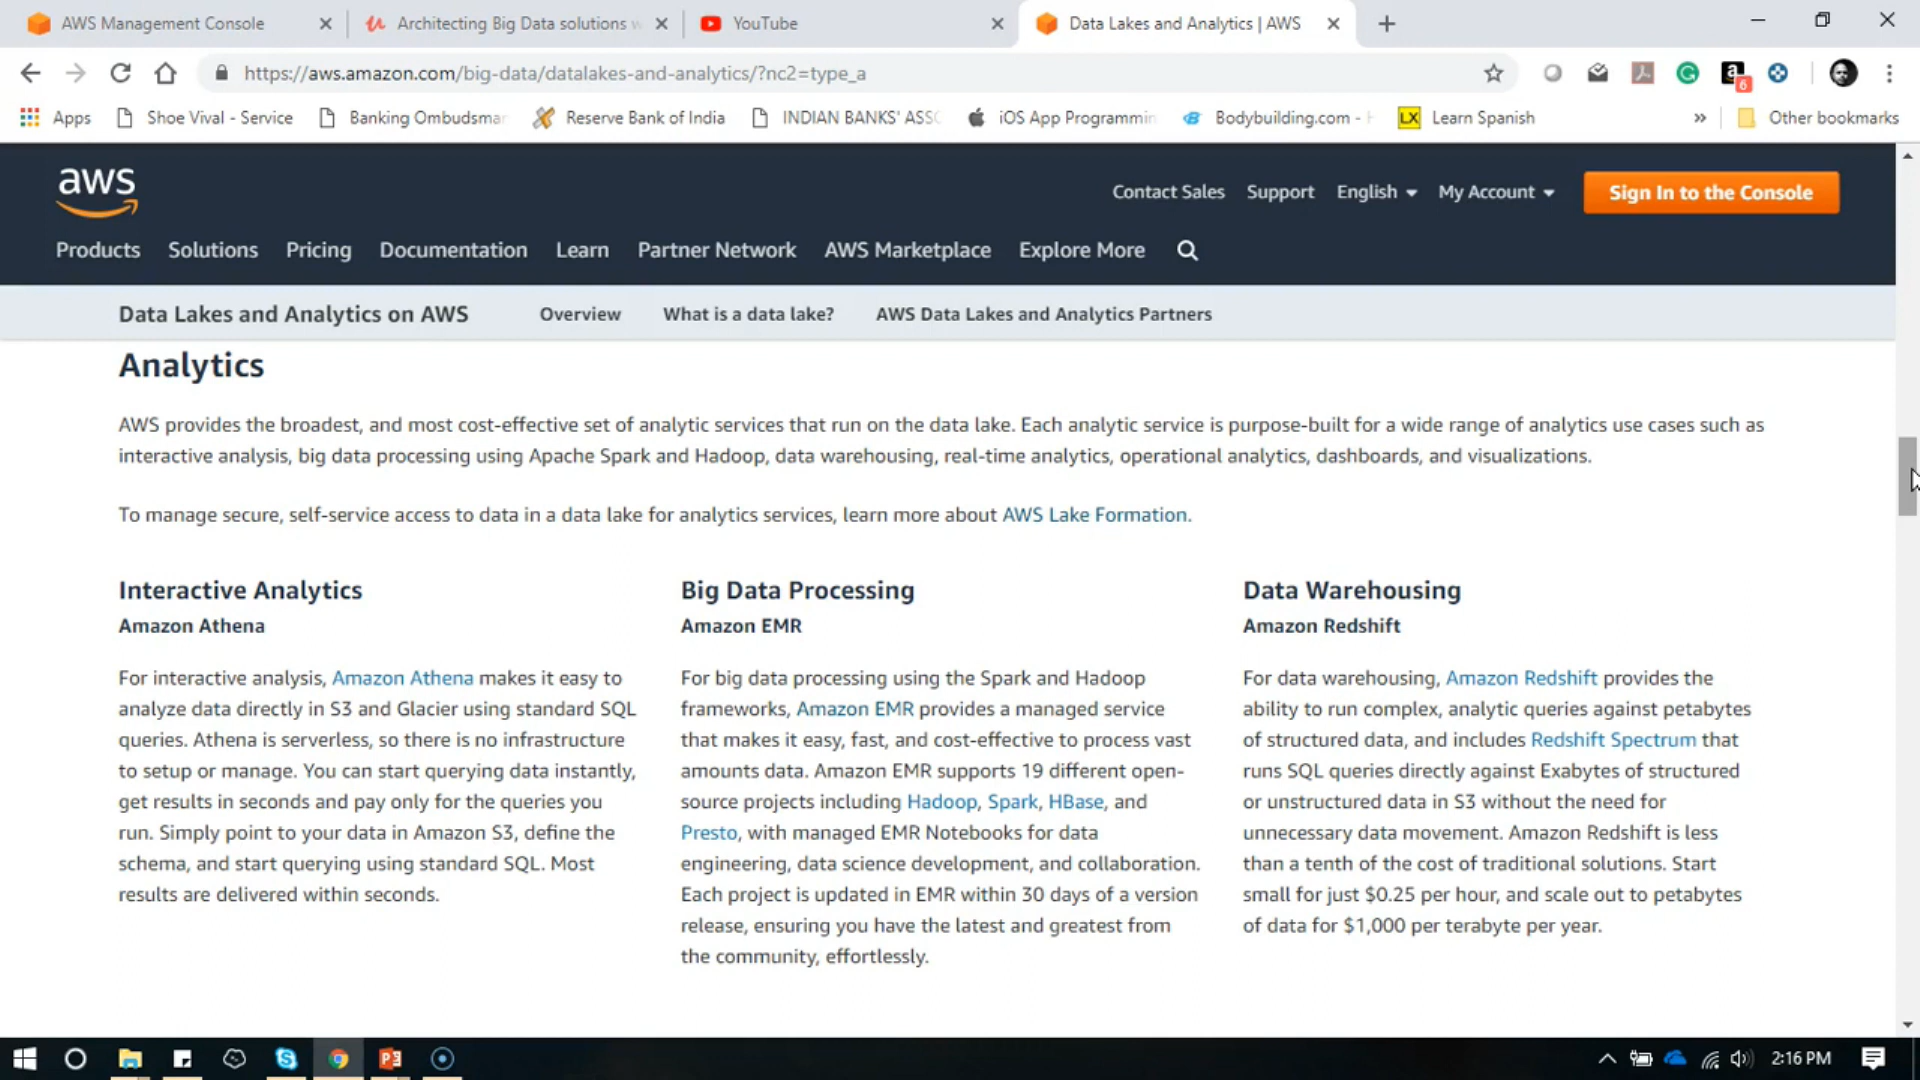 AWS Management Console
Architecting Big Data solutions w
YouTube
Data Lakes and Analytics | AWS
https://aws.amazon.com/big-data/datalakes-and-analytics/?nc2=type_a
a
6
Apps
Shoe Vival - Service
Banking Ombudsma
Reserve Bank of India
INDIAN BANKS' ASSC
iOS App Programmin
Bodybuilding.com -
LX
Learn Spanish
»
Other bookmarks
aws
Contact Sales
Support
English
My Account
Sign In to the Console
Products
Solutions
Pricing
Documentation
Learn
Partner Network
AWS Marketplace
Explore More
Data Lakes and Analytics on AWS
Overview
What is a data lake?
AWS Data Lakes and Analytics Partners
Analytics
AWS provides the broadest, and most cost-effective set of analytic services that run on the data lake. Each analytic service is purpose-built for a wide range of analytics use cases such as
interactive analysis, big data processing using Apache Spark and Hadoop, data warehousing, real-time analytics, operational analytics, dashboards, and visualizations.
To manage secure, self-service access to data in a data lake for analytics services, learn more about AWS Lake Formation.
Interactive Analytics
Amazon Athena
For interactive analysis, Amazon Athena makes it easy to
analyze data directly in S3 and Glacier using standard SQL
queries. Athena is serverless, so there is no infrastructure
to setup or manage. You can start querying data instantly,
get results in seconds and pay only for the queries you
run. Simply point to your data in Amazon S3, define the
schema, and start querying using standard SQL. Most
results are delivered within seconds.
Big Data Processing
Amazon EMR
For big data processing using the Spark and Hadoop
frameworks, Amazon EMR provides a managed service
that makes it easy, fast, and cost-effective to process vast
amounts data. Amazon EMR supports 19 different open-
source projects including Hadoop, Spark, HBase, and
Presto, with managed EMR Notebooks for data
engineering, data science development, and collaboration.
Each project is updated in EMR within 30 days of a version
release, ensuring you have the latest and greatest from
the community, effortlessly.
Data Warehousing
Amazon Redshift
For data warehousing, Amazon Redshift provides the
ability to run complex, analytic queries against petabytes
of structured data, and includes Redshift Spectrum that
runs SQL queries directly against Exabytes of structured
or unstructured data in S3 without the need for
unnecessary data movement. Amazon Redshift is less
than a tenth of the cost of traditional solutions. Start
small for just $0.25 per hour, and scale out to petabytes
of data for $1,000 per terabyte per year.
2:16 PM